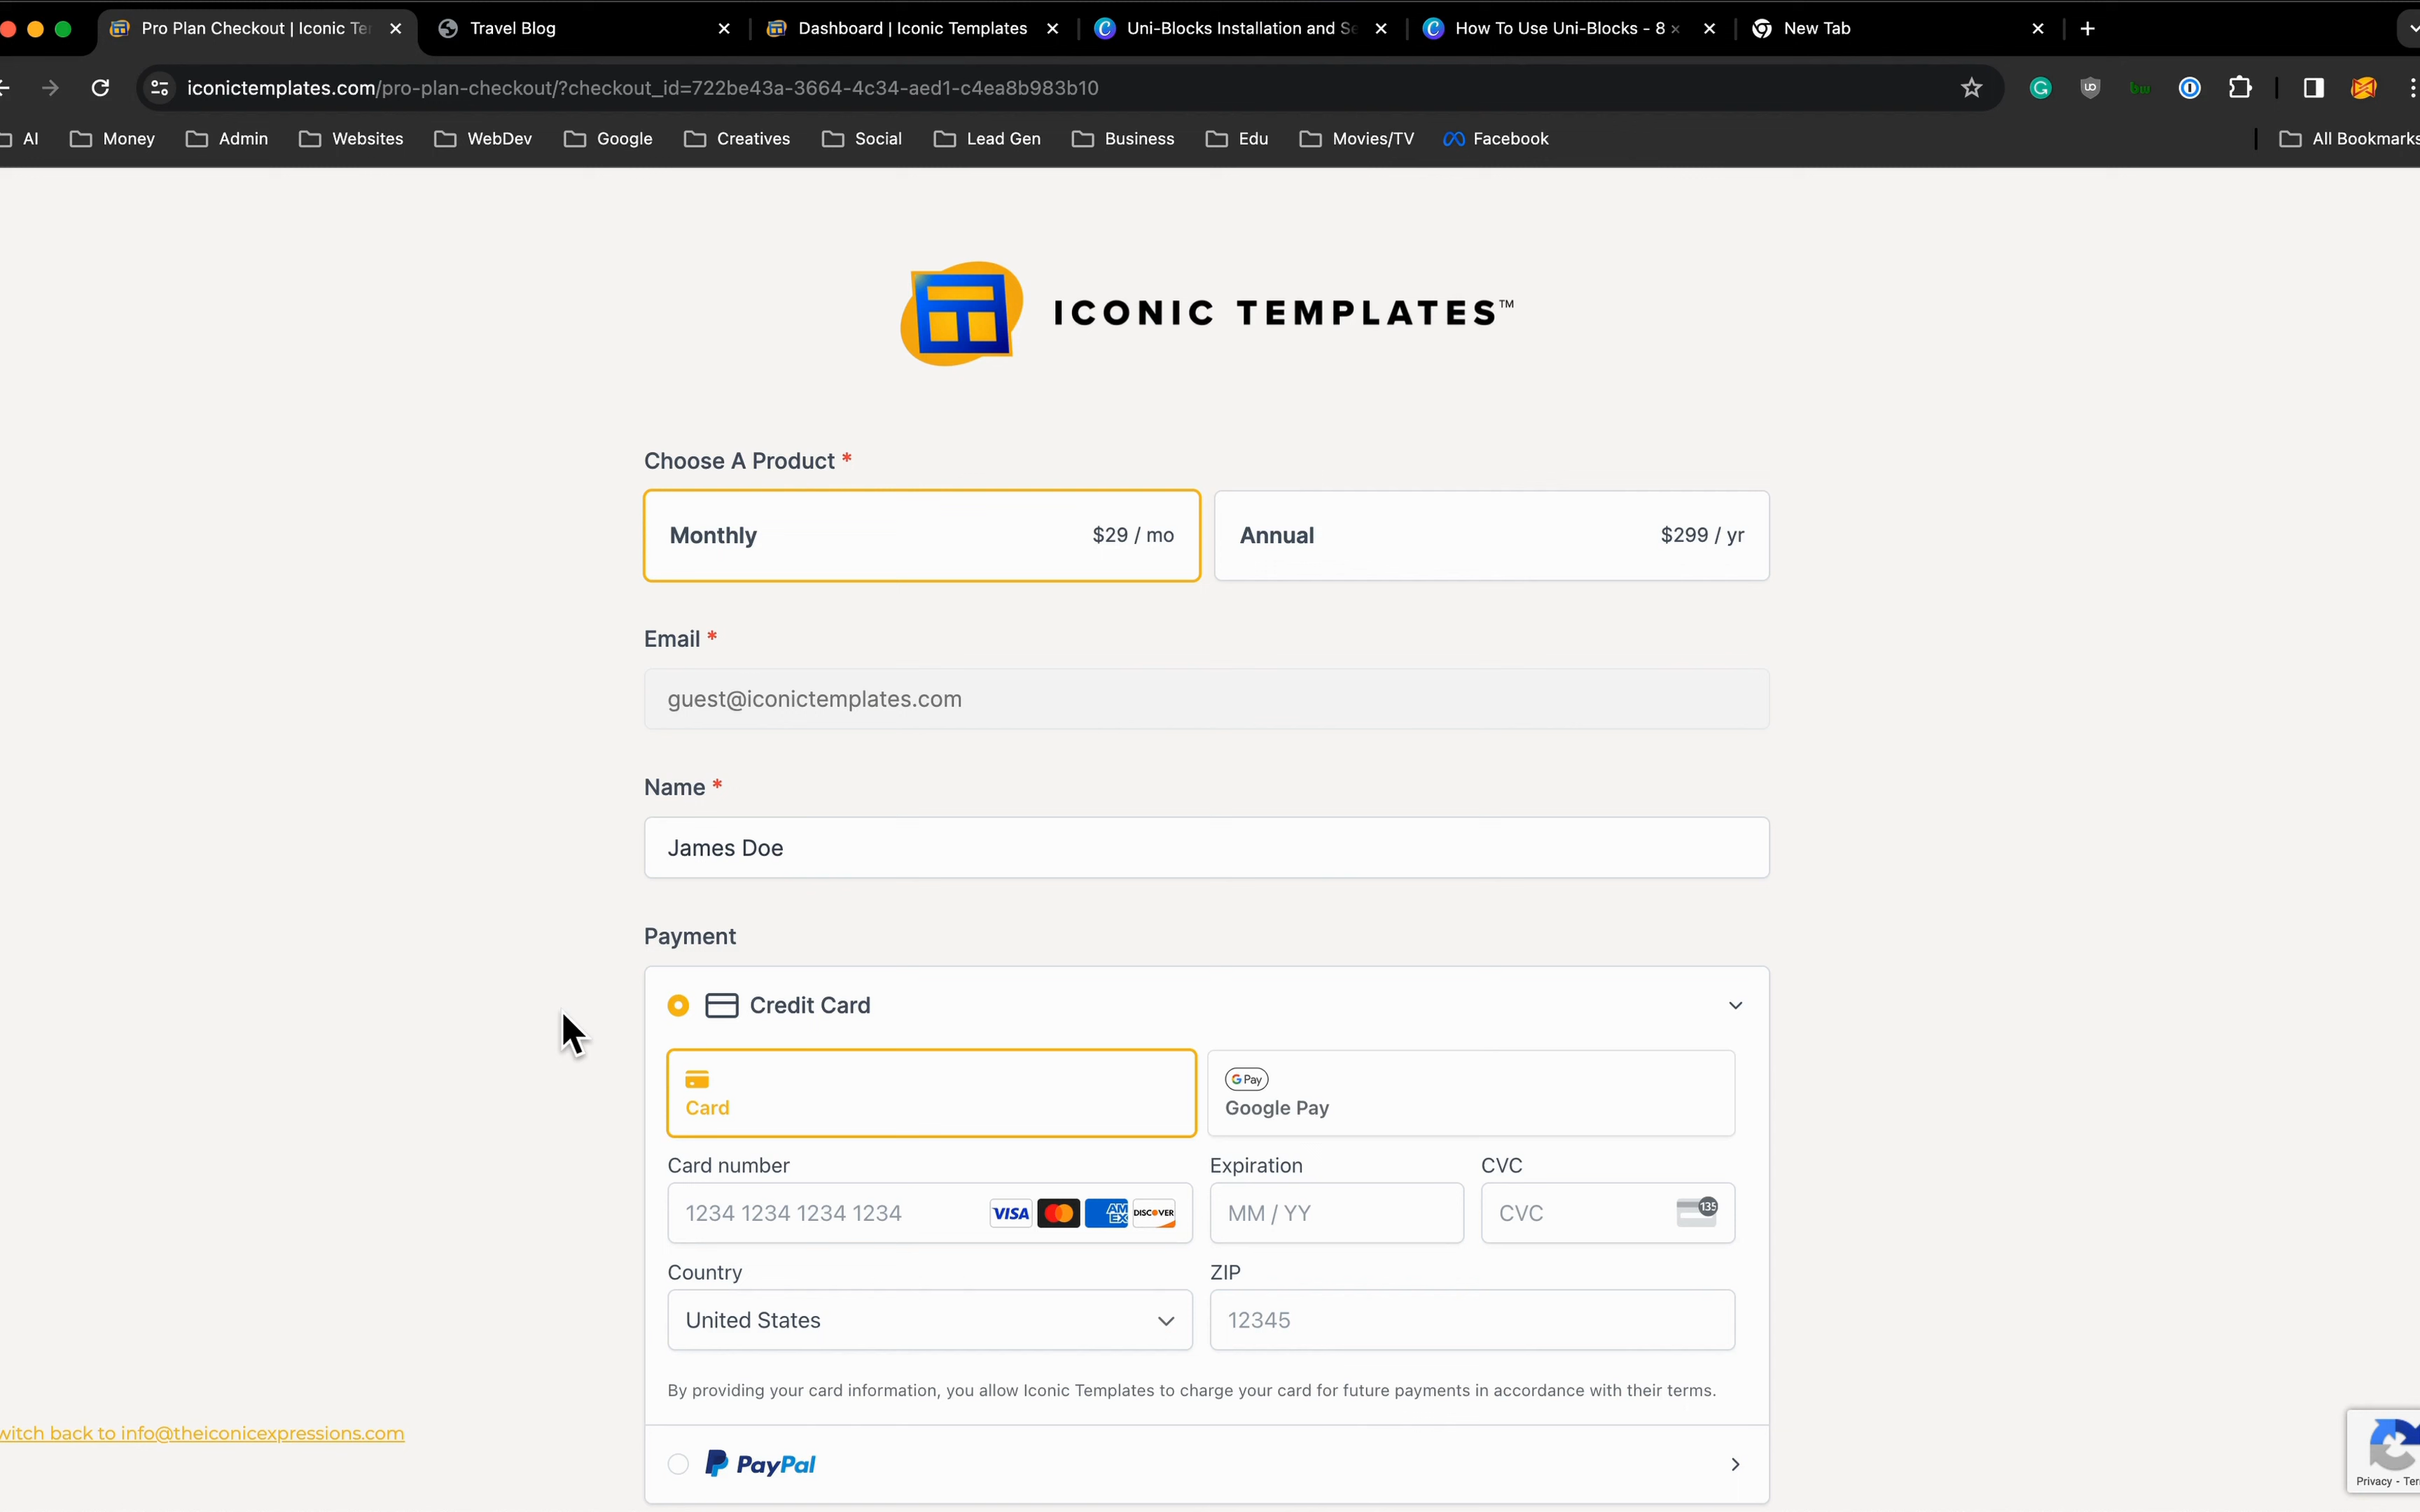 Pro Plan Checkout | Iconic Te
Travel Blog
Dashboard | Iconic Templates
Uni-Blocks Installation and Se
How To Use Uni-Blocks - 8
New Tab
iconictemplates.com/pro-plan-checkout/?checkout_id=722be43a-3664-4c34-aed1-c4ea8b983b10
AI
Money
Admin
Websites
WebDev
Google
Creatives
Social
Lead Gen
Business
Edu
Movies/TV
Facebook
All Bookmarks
ICONIC TEMPLATES™
Choose A Product *
Monthly $29 / mo
Annual $299 / yr
Email *
guest@iconictemplates.com
Name *
James Doe
Payment
Credit Card
Card
G Pay
Google Pay
Card number
Expiration
CVC
1234 1234 1234 1234
VISA
AM
EX
DISCOVER
MM / YY
CVC
135
Country
ZIP
United States
12345
By providing your card information, you allow Iconic Templates to charge your card for future payments in accordance with their terms.
witch back to info@theiconicexpressions.com
PayPal
Privacy - Ter